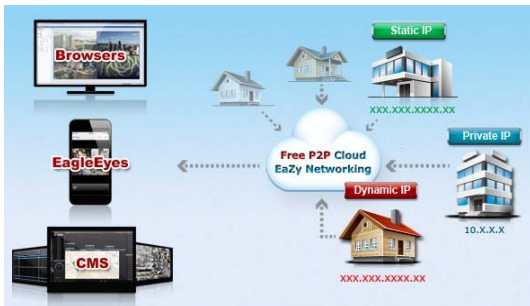 Browsers
Static IP
XXX.XXX.XXXX.XX
EagleEyes
Free P2P Cloud
EaZy Networking
Private IP
10.X.X.X
Dynamic IP
XXX.XXX.XXXX.XX
CMS